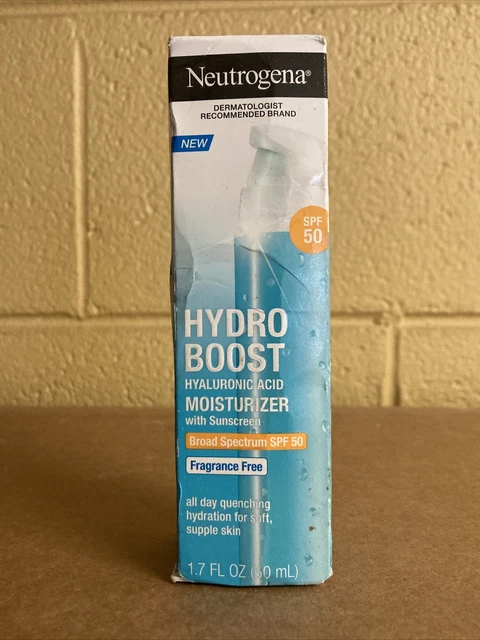 Neutrogena®
DERMATOLOGIST
RECOMMENDED BRAND
NEW
SPF
50
HYDRO
BOOST
HYALURONIC ACID
MOISTURIZER
with Sunscreen
Broad Spectrum SPF 50
Fragrance Free
all day quenching
hydration for soft,
supple skin
1.7 FL OZ (50 mL)